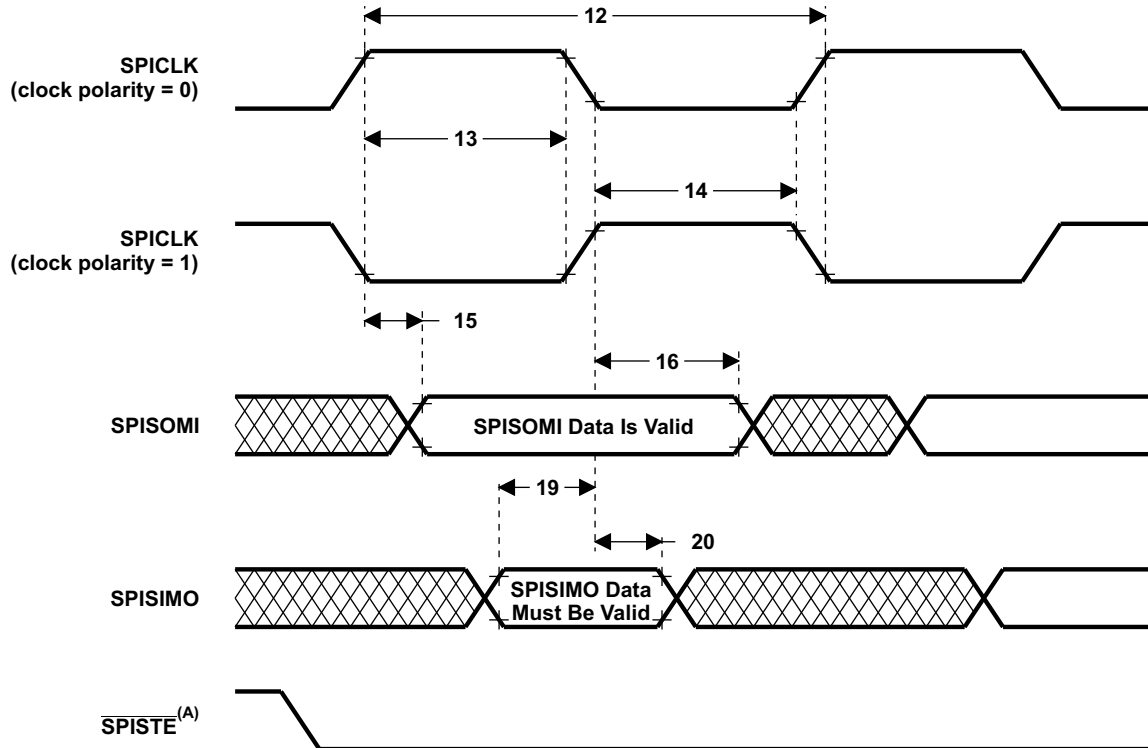 12
SPICLK
(clock polarity = 0)
13
14
SPICLK
(clock polarity = 1)
15
16
SPISOMI
SPISOMI Data Is Valid
19
20
SPISIMO
SPISIMO Data
Must Be Valid
SPISTE(A)